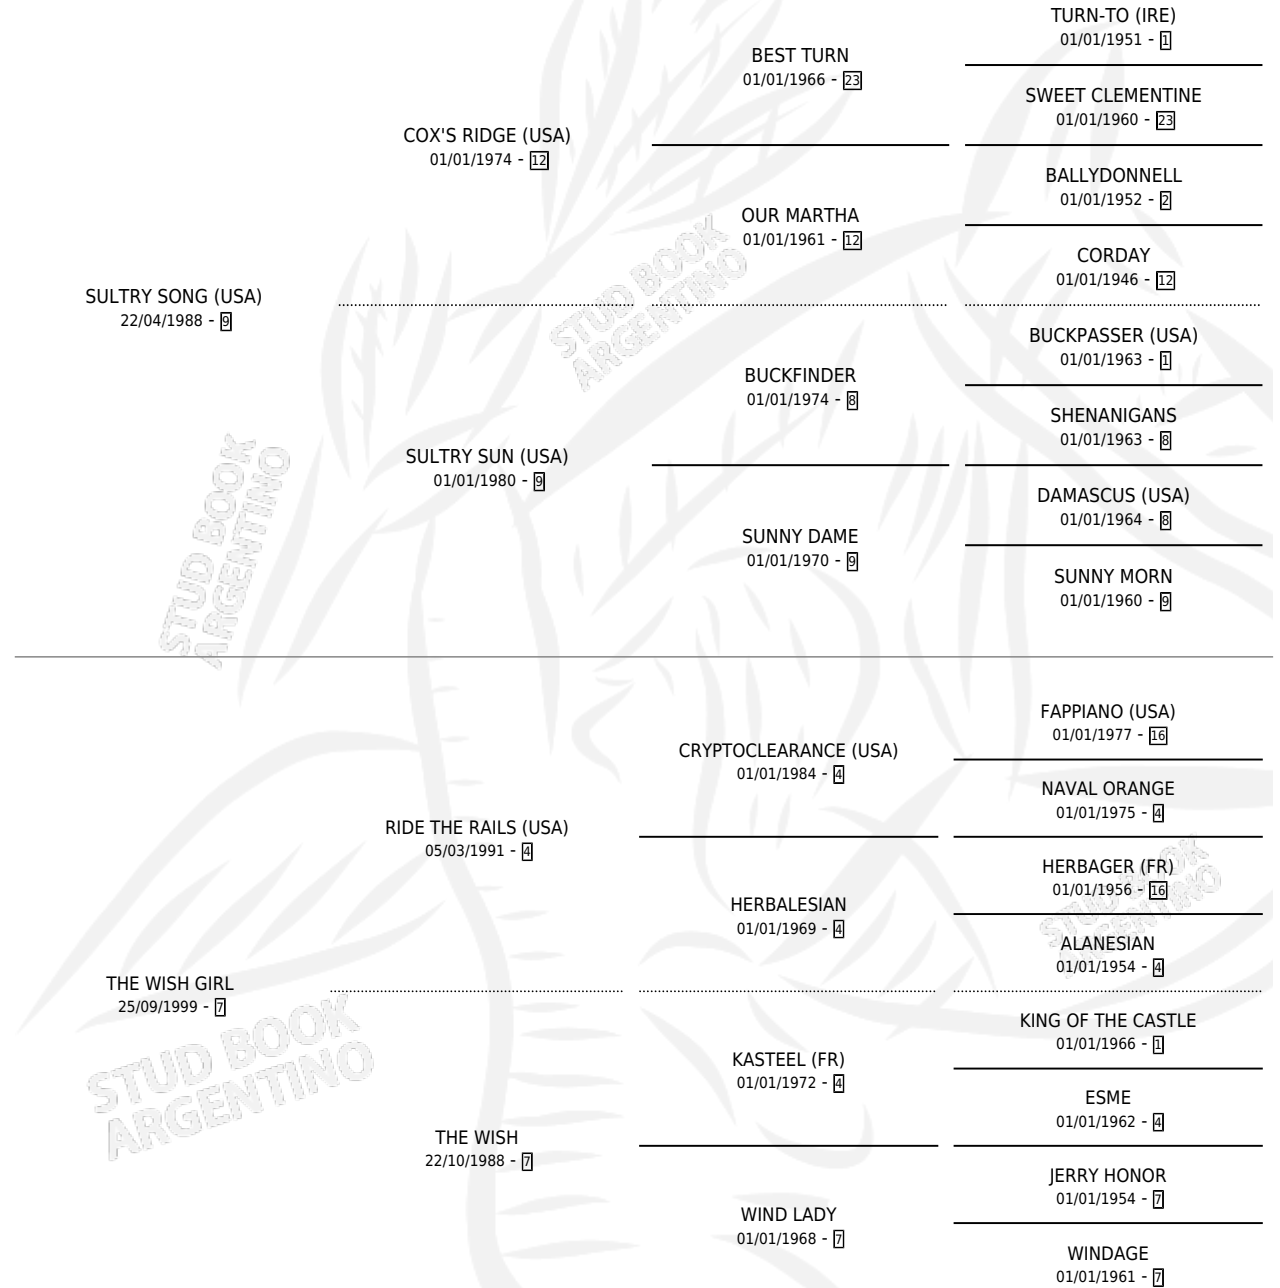 TURN-TO (IRE)
01/01/1951 - 1
BEST TURN
01/01/1966 - 23
SWEET CLEMENTINE
01/01/1960 - 23
COX'S RIDGE (USA)
01/01/1974 - 12
BALLYDONNELL
01/01/1952 - 2
OUR MARTHA
01/01/1961 - 12
CORDAY
01/01/1946 - 12
SULTRY SONG (USA)
22/04/1988 - 9
STUD BOOK
ARGENTINO
BUCKPASSER (USA)
01/01/1963 - 1
BUCKFINDER
01/01/1974 - 8
SHENANIGANS
01/01/1963 - 8
SULTRY SUN (USA)
01/01/1980 - 9
DAMASCUS (USA)
01/01/1964 - 8
SUNNY DAME
01/01/1970 - 9
SUNNY MORN
01/01/1960 - 9
STUD BOOK
ARGENTINO
FAPPIANO (USA)
01/01/1977 - 16
CRYPTOCLEARANCE (USA)
01/01/1984 - 4
NAVAL ORANGE
01/01/1975 - 4
RIDE THE RAILS (USA)
05/03/1991 - 4
HERBAGER (FR)
01/01/1956 - 16
HERBALESIAN
01/01/1969 - 4
STUD BOOK
ARGENTINO
ALANESIAN
01/01/1954 - 4
THE WISH GIRL
25/09/1999 - 7
KING OF THE CASTLE
01/01/1966 - 1
KASTEEL (FR)
01/01/1972 - 4
STUD BOOK
ARGENTINO
ESME
01/01/1962 - 4
THE WISH
22/10/1988 - 7
JERRY HONOR
01/01/1954 - 7
WIND LADY
01/01/1968 - 7
WINDAGE
01/01/1961 - 7